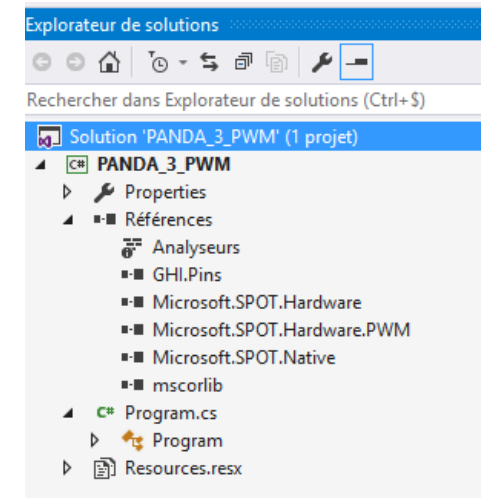 Explorateur de solutions
Rechercher dans Explorateur de solutions (Ctrl+$)
Solution 'PANDA_3_PWM' (1 projet)
C# PANDA_3_PWM
Properties
Références
Analyseurs
GHI.Pins
Microsoft.SPOT.Hardware
Microsoft.SPOT.Hardware.PWM
Microsoft.SPOT.Native
mscorlib
C# Program.cs
Program
Resources.resx